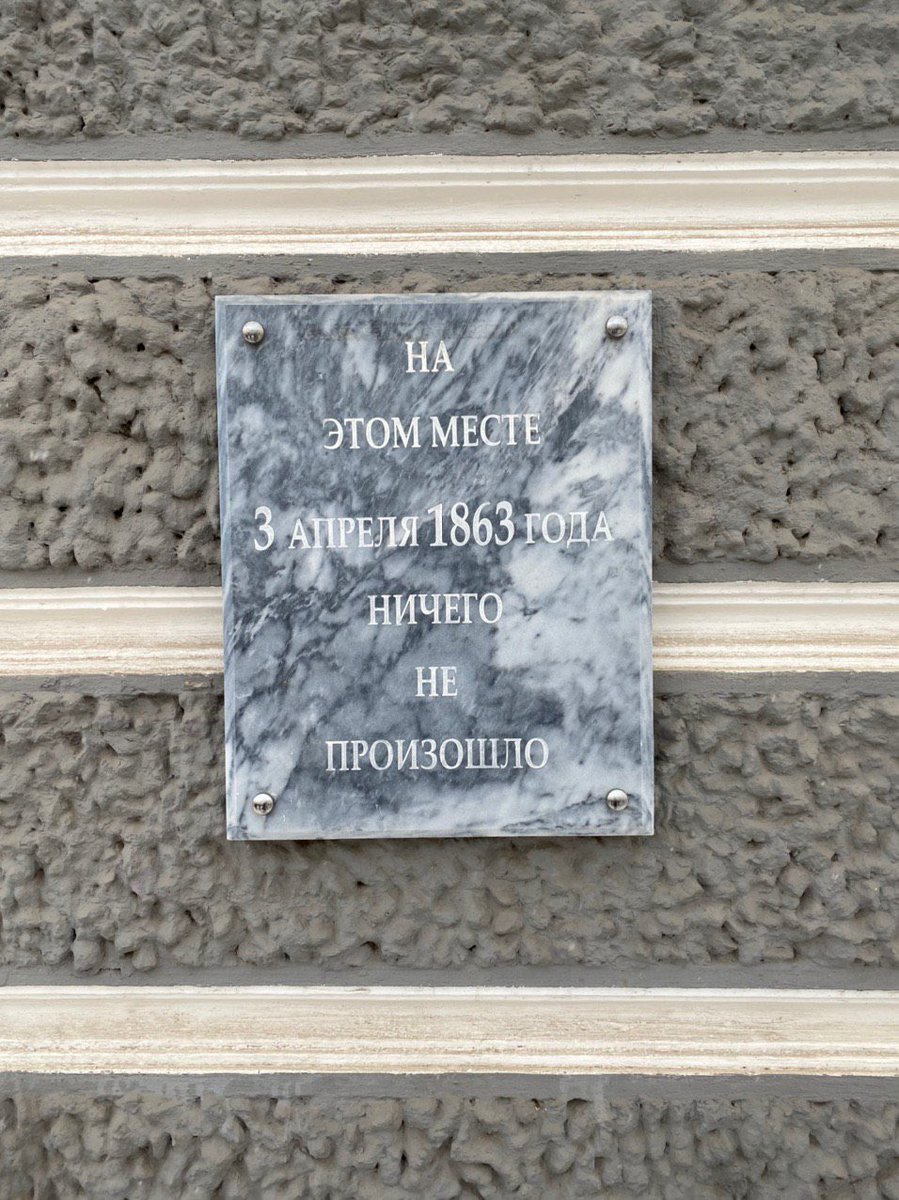 НА
ЭТОМ МЕСТЕ
3 АПРЕЛЯ 1863 ГОДА
НИЧЕГО
НЕ
ПРОИЗОШЛО